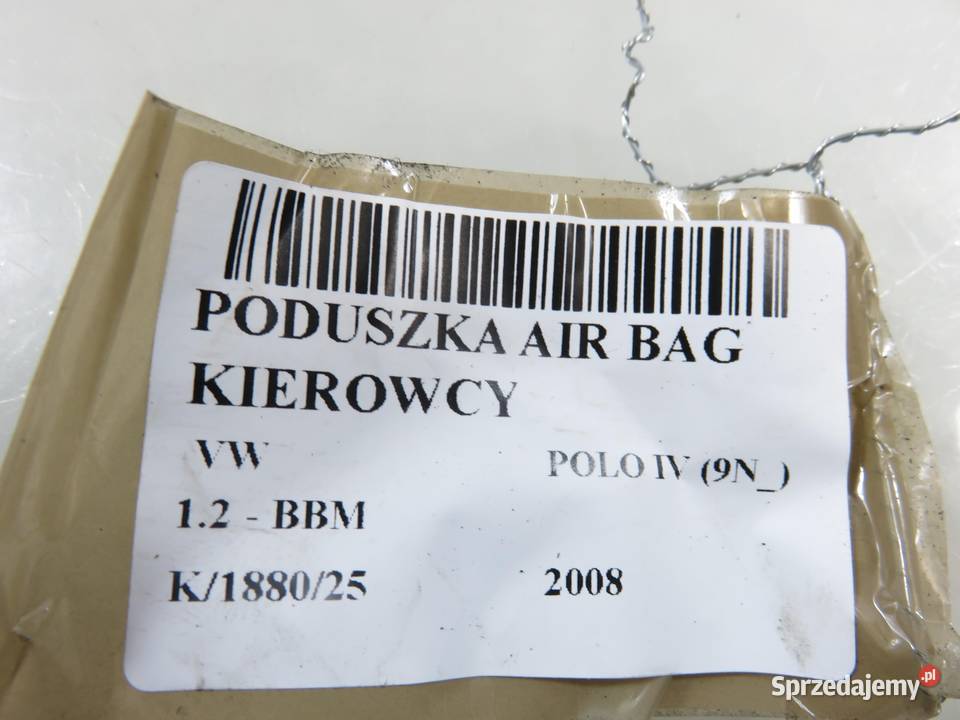 PODUSZKA AIR BAG
KIEROWCY
VW POLO IV (9N_)
1.2 - BBM
K/1880/25 2008
Sprzedajemy.pl